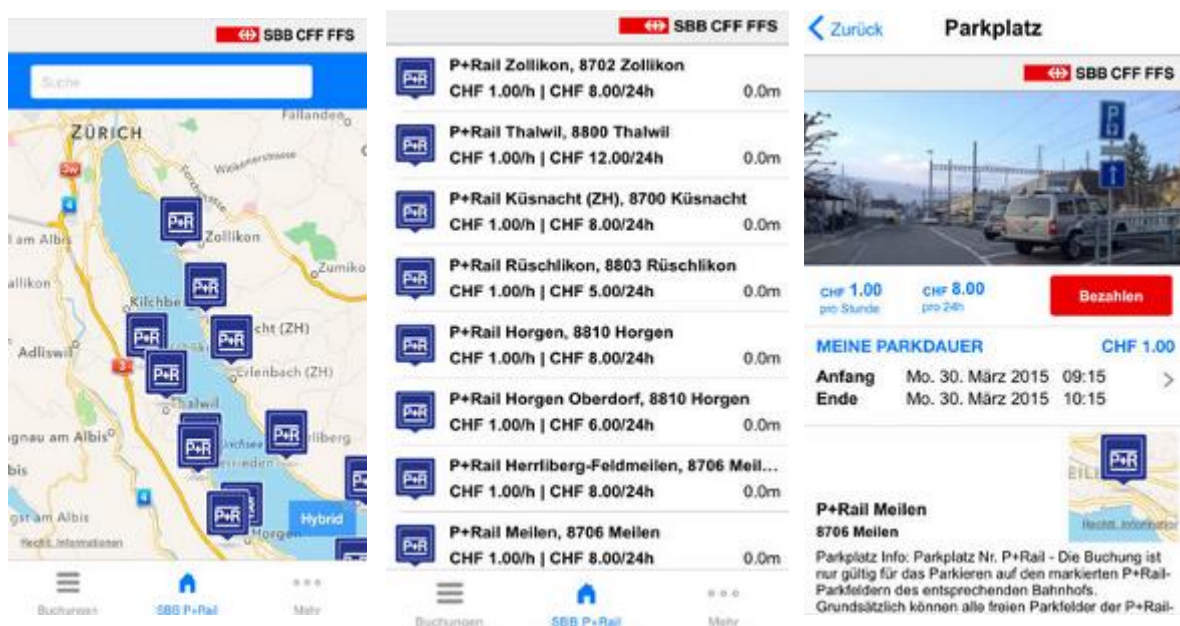 SBB CFF FFS
Suche
Fällanden
ZÜRICH
3w
4
Zollikon
Zumiko
Kilchbe
cht (ZH)
Adliswil
3
Erlenbach (ZH)
Thalwil
gnau am Albis
rliberg
bis
4
Horgen
Hybrid
Rechtl. Informationen
Buchungen
SBB P+Rail
Mehr
SBB CFF FFS
P+Rail Zollikon, 8702 Zollikon
CHF 1.00/h | CHF 8.00/24h 0.0m
P+Rail Thalwil, 8800 Thalwil
CHF 1.00/h | CHF 12.00/24h 0.0m
P+Rail Küsnacht (ZH), 8700 Küsnacht
CHF 1.00/h | CHF 8.00/24h 0.0m
P+Rail Rüschlikon, 8803 Rüschlikon
CHF 1.00/h | CHF 5.00/24h 0.0m
P+Rail Horgen, 8810 Horgen
CHF 1.00/h | CHF 8.00/24h 0.0m
P+Rail Horgen Oberdorf, 8810 Horgen
CHF 1.00/h | CHF 6.00/24h 0.0m
P+Rail Herrliberg-Feldmeilen, 8706 Meil...
CHF 1.00/h | CHF 8.00/24h 0.0m
P+Rail Meilen, 8706 Meilen
CHF 1.00/h | CHF 8.00/24h 0.0m
Buchungen
SBB P+Rail
Mehr
Zurück Parkplatz
SBB CFF FFS
P
CHF 1.00 CHF 8.00
pro Stunde pro 24h
Bezahlen
MEINE PARKDAUER CHF 1.00
Anfang Mo. 30. März 2015 09:15
Ende Mo. 30. März 2015 10:15
P+R
Rechtl. Information
P+Rail Meilen
8706 Meilen
Parkplatz Info: Parkplatz Nr. P+Rail - Die Buchung ist
nur gültig für das Parkieren auf den markierten P+Rail-
Parkfeldern des entsprechenden Bahnhofs.
Grundsätzlich können alle freien Parkfelder der P+Rail-